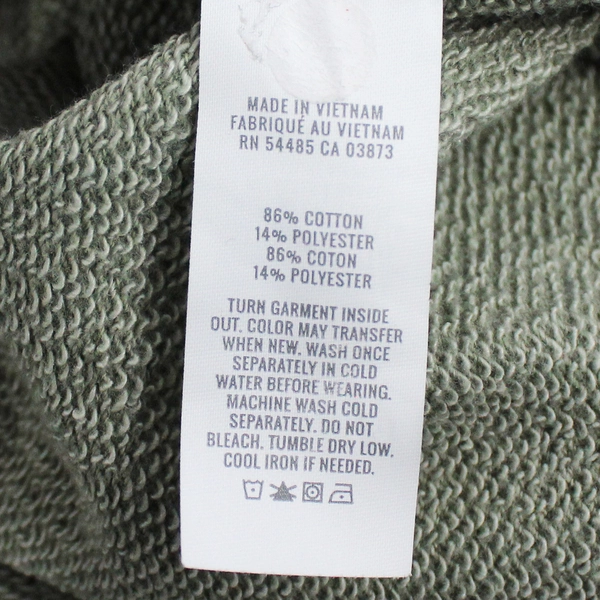 MADE IN VIETNAM
FABRIQUÉ AU VIETNAM
RN 54485 CA 03873
86% COTTON
14% POLYESTER
86% COTON
14% POLYESTER
TURN GARMENT INSIDE
OUT. COLOR MAY TRANSFER
WHEN NEW. WASH ONCE
SEPARATELY IN COLD
WATER BEFORE WEARING.
MACHINE WASH COLD
SEPARATELY. DO NOT
BLEACH. TUMBLE DRY LOW.
COOL IRON IF NEEDED.